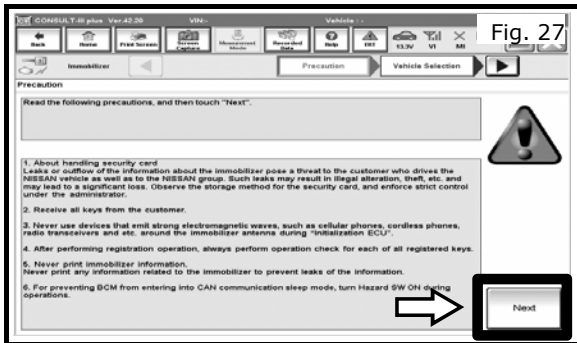 CONSULT-III plus Ver.42.20 VIN:- Vehicle : -
Fig. 27
Back Home Print Screen Screen Capture Measurement Mode Recorded Data Help ERT 13.3V VI MI
Immobilizer Precaution Vehicle Selection
Precaution
Read the following precautions, and then touch "Next".
1. About handling security card
Leaks or outflow of the information about the immobilizer pose a threat to the customer who drives the
NISSAN vehicle as well as to the NISSAN group. Such leaks may result in illegal alteration, theft, etc. and
may lead to a significant loss. Observe the storage method for the security card, and enforce strict control
under the administrator.
2. Receive all keys from the customer.
3. Never use devices that emit strong electromagnetic waves, such as cellular phones, cordless phones,
radio transceivers and etc. around the immobilizer antenna during "Initialization ECU".
4. After performing registration operation, always perform operation check for each of all registered keys.
5. Never print immobilizer information.
Never print any information related to the immobilizer to prevent leaks of the information.
6. For preventing BCM from entering into CAN communication sleep mode, turn Hazard SW ON during
operations.
Next